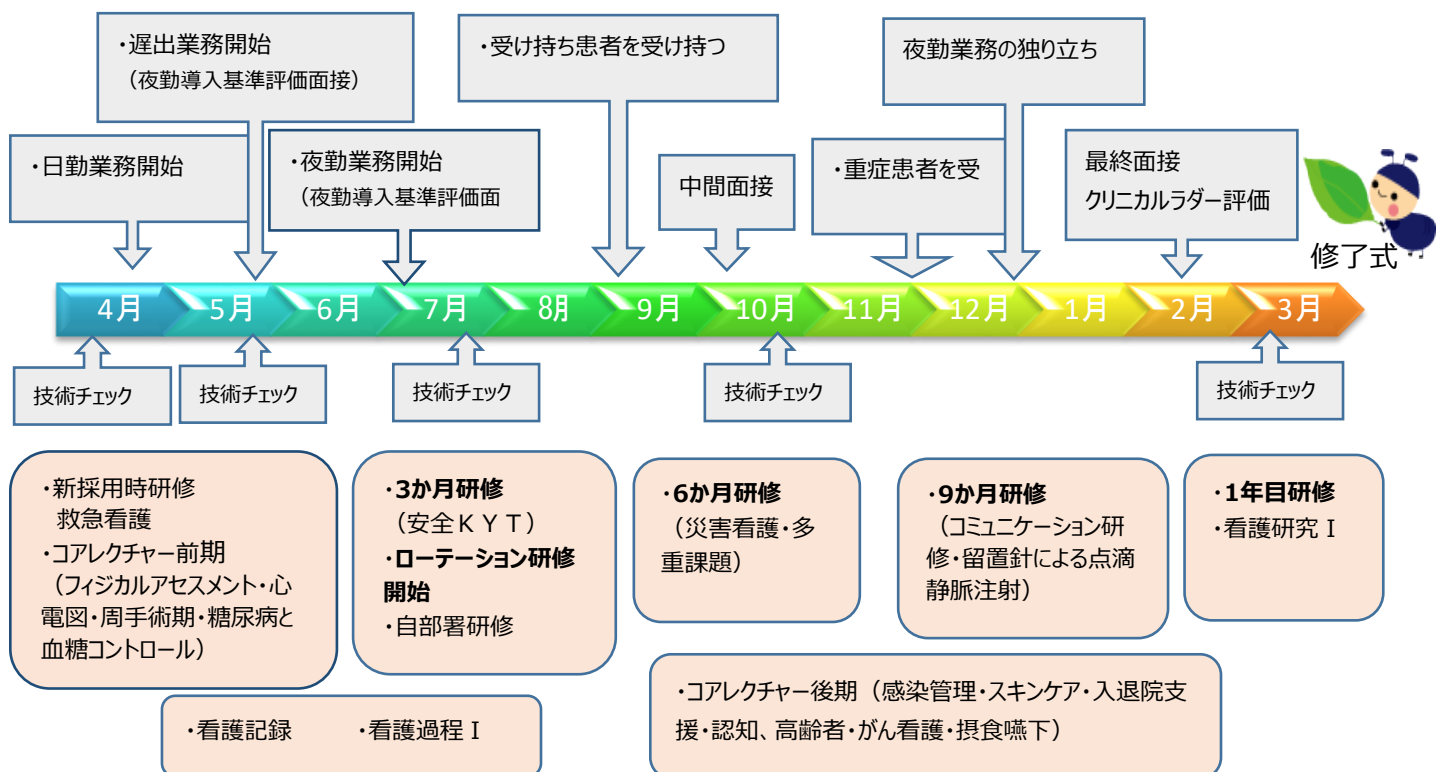 ・遅出業務開始
（夜勤導入基準評価面接）
・受け持ち患者を受け持つ
夜勤業務の独り立ち
・日勤業務開始
・夜勤業務開始
（夜勤導入基準評価面
中間面接
・重症患者を受
最終面接
クリニカルラダー評価
修了式
4月
5月
6月
7月
8月
9月
10月
11月
12月
1月
2月
3月
技術チェック
技術チェック
技術チェック
技術チェック
技術チェック
・新採用時研修
救急看護
・コアレクチャー前期
（フィジカルアセスメント・心
電図・周手術期・糖尿病と
血糖コントロール）
・3か月研修
（安全ＫＹＴ）
・ローテーション研修
開始
・自部署研修
・6か月研修
（災害看護・多
重課題）
・9か月研修
（コミュニケーション研
修・留置針による点滴
静脈注射）
・1年目研修
・看護研究Ⅰ
・看護記録　　　・看護過程Ⅰ
・コアレクチャー後期（感染管理・スキンケア・入退院支
援・認知、高齢者・がん看護・摂食嚥下）